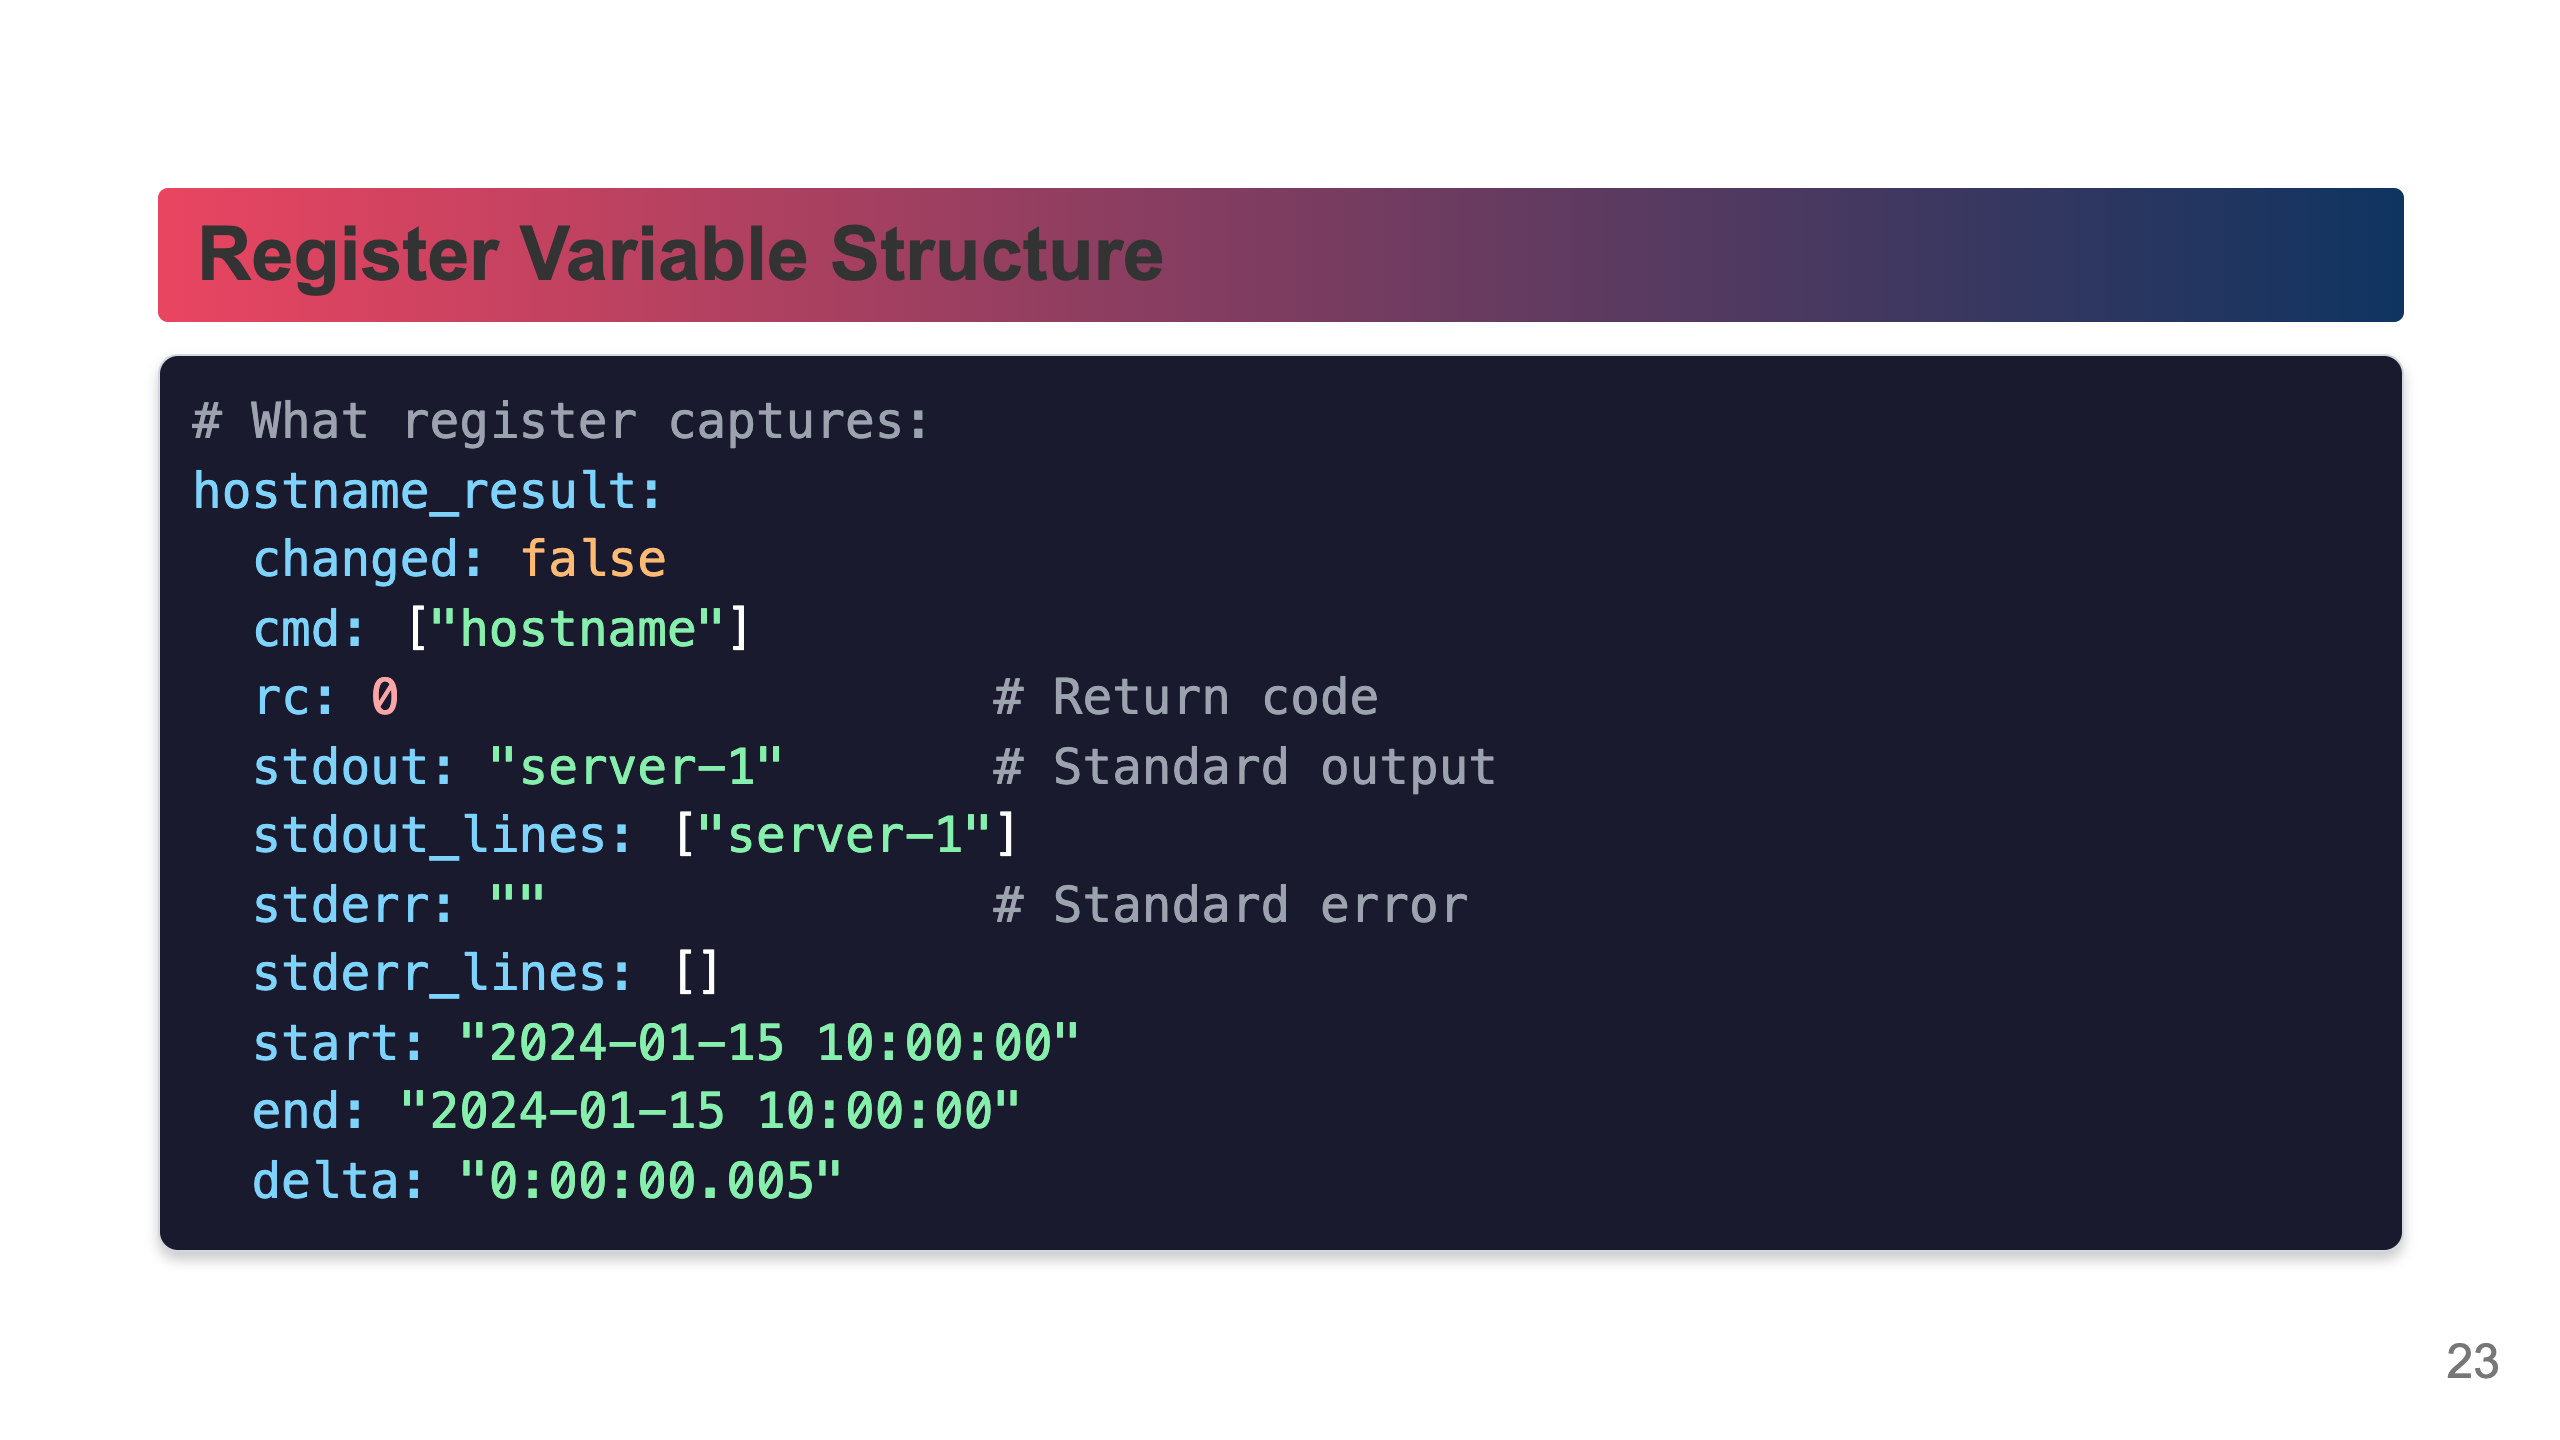 Register Variable Structure
# What register captures:
hostname_result:
  changed: false
  cmd: ["hostname"]
  rc: 0                    # Return code
  stdout: "server-1"       # Standard output
  stdout_lines: ["server-1"]
  stderr: ""               # Standard error
  stderr_lines: []
  start: "2024-01-15 10:00:00"
  end: "2024-01-15 10:00:00"
  delta: "0:00:00.005"
23